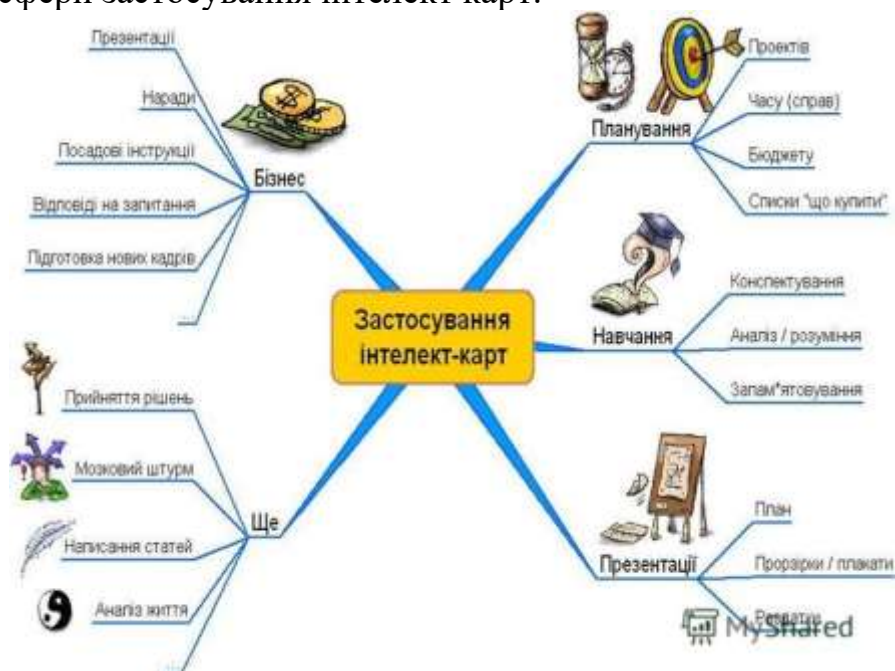 сфери застосування інтелект-карт:
Застосування
інтелект-карт
Планування
Проектів
Часу (справ)
Бюджету
Списки "що купити"
Навчання
Конспектування
Аналіз / розуміння
Запам*ятовування
Презентації
План
Прорзірки / плакати
Роздатки
MyShared
Бізнес
Презентації
Наради
Посадові інструкції
Відповіді на запитання
Підготовка нових кадрів
...
Ще
Прийняття рішень
Мозковий штурм
Написання статей
Аналіз життя
...